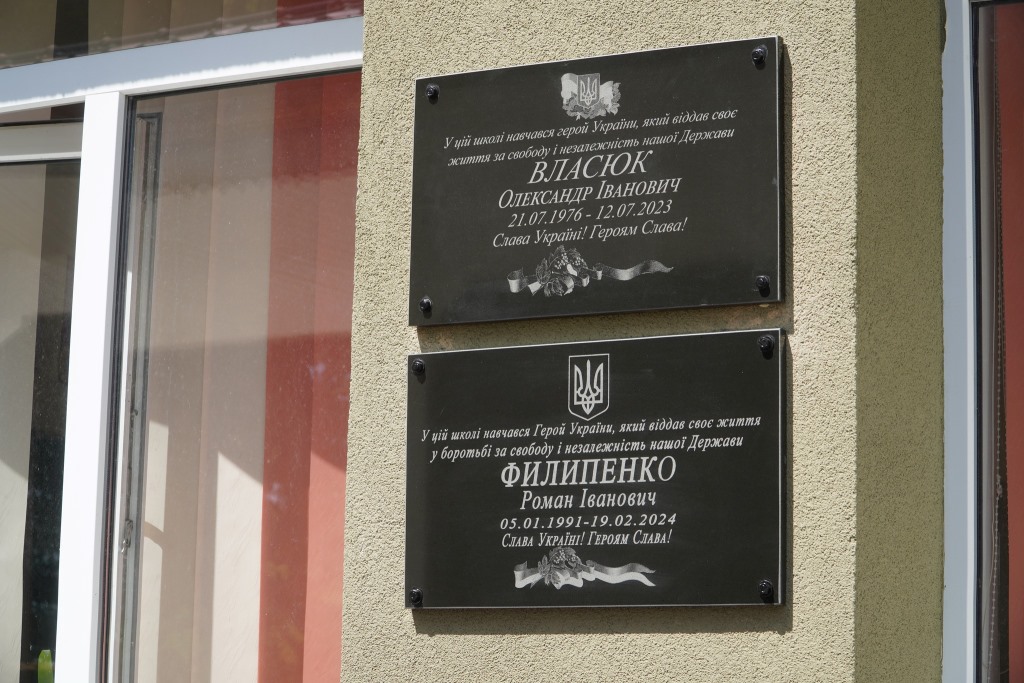 У цій школі навчався герой України, який віддав своє
життя за свободу і незалежність нашої Держави
ВЛАСЮК
Олександр Іванович
21.07.1976 - 12.07.2023
Слава Україні! Героям Слава!
У цій школі навчався Герой України, який віддав своє життя
у боротьбі за свободу і незалежність нашої Держави
ФИЛИПЕНКО
Роман Іванович
05.01.1991-19.02.2024
Слава Україні! Героям Слава!